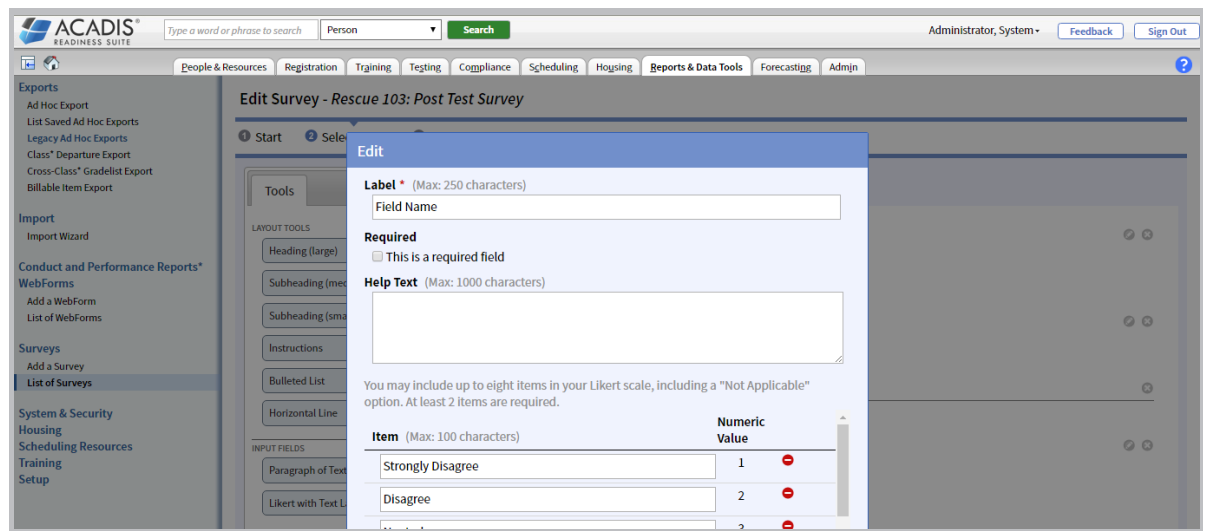 ACADIS®
READINESS SUITE
Type a word or phrase to search
Person
Search
Administrator, System
Feedback
Sign Out
People & Resources
Registration
Training
Testing
Compliance
Scheduling
Housing
Reports & Data Tools
Forecasting
Admin
?
Exports
Ad Hoc Export
List Saved Ad Hoc Exports
Legacy Ad Hoc Exports
Class* Departure Export
Cross-Class* Gradelist Export
Billable Item Export
Import
Import Wizard
Conduct and Performance Reports*
WebForms
Add a WebForm
List of WebForms
Surveys
Add a Survey
List of Surveys
System & Security
Housing
Scheduling Resources
Training
Setup
Edit Survey - Rescue 103: Post Test Survey
1 Start
2 Sele
Tools
LAYOUT TOOLS
Heading (large)
Subheading (med
Subheading (sma
Instructions
Bulleted List
Horizontal Line
INPUT FIELDS
Paragraph of Text
Likert with Text L
Edit
Label * (Max: 250 characters)
Field Name
Required
This is a required field
Help Text (Max: 1000 characters)
You may include up to eight items in your Likert scale, including a "Not Applicable"
option. At least 2 items are required.
Item (Max: 100 characters)
Numeric
Value
Strongly Disagree
1
Disagree
2